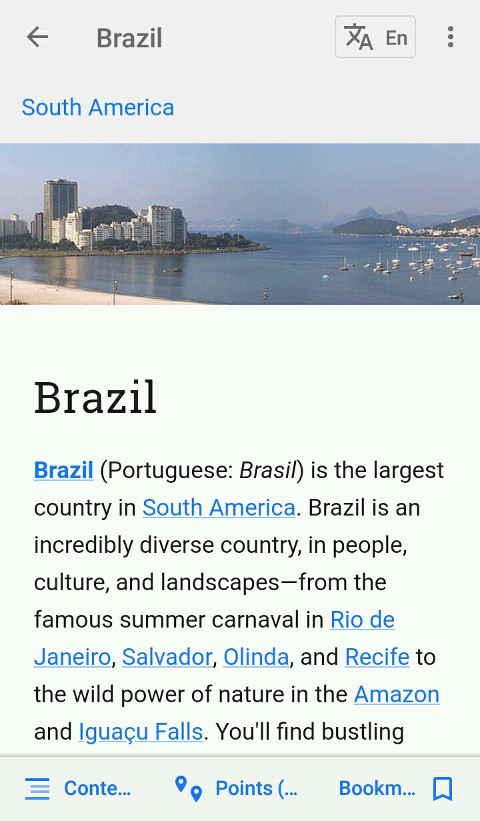 Brazil
En
South America
Brazil
Brazil (Portuguese: Brasil) is the largest
country in South America. Brazil is an
incredibly diverse country, in people,
culture, and landscapes—from the
famous summer carnaval in Rio de
Janeiro, Salvador, Olinda, and Recife to
the wild power of nature in the Amazon
and Iguaçu Falls. You'll find bustling
Conte...
Points (...
Bookm...